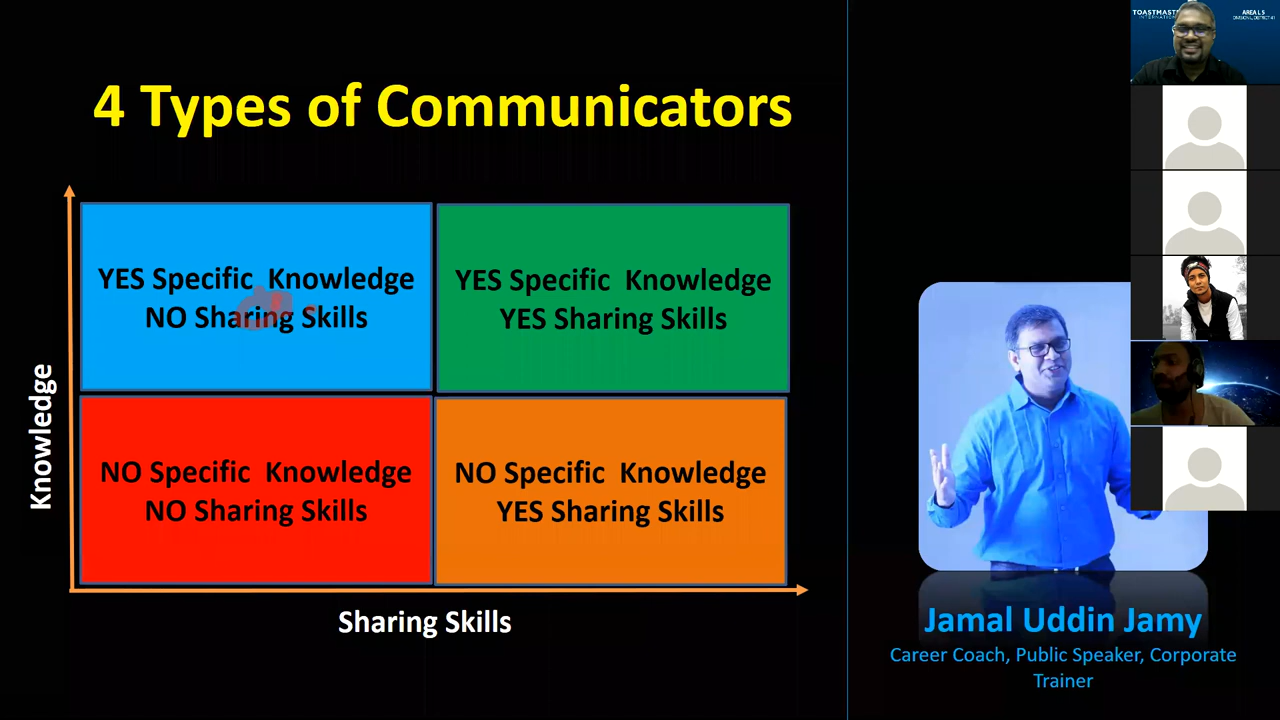 4 Types of Communicators
YES Specific Knowledge
NO Sharing Skills
YES Specific Knowledge
YES Sharing Skills
NO Specific Knowledge
NO Sharing Skills
NO Specific Knowledge
YES Sharing Skills
Knowledge
Sharing Skills
Jamal Uddin Jamy
Career Coach, Public Speaker, Corporate
Trainer
INTERNATIONAL